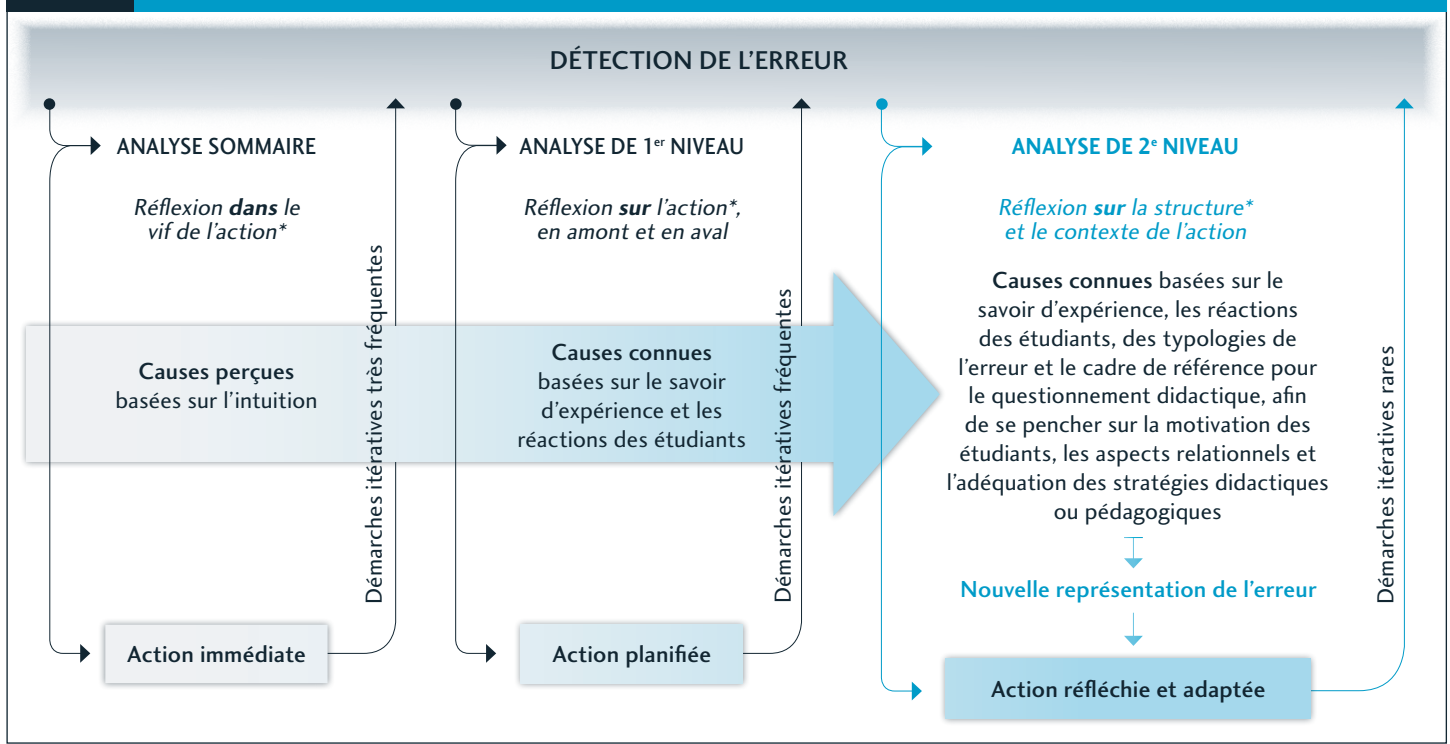 DÉTECTION DE L’ERREUR
ANALYSE SOMMAIRE
Réflexion dans le
vif de l’action*
Causes perçues
basées sur l’intuition
Action immédiate
Démarches itératives très fréquentes
ANALYSE DE 1er NIVEAU
Réflexion sur l’action*,
en amont et en aval
Causes connues
basées sur le savoir
d’expérience et les
réactions des étudiants
Action planifiée
Démarches itératives fréquentes
ANALYSE DE 2e NIVEAU
Réflexion sur la structure*
et le contexte de l’action
Causes connues basées sur le
savoir d’expérience, les réactions
des étudiants, des typologies de
l’erreur et le cadre de référence pour
le questionnement didactique, afin
de se pencher sur la motivation des
étudiants, les aspects relationnels et
l’adéquation des stratégies didactiques
ou pédagogiques
Nouvelle représentation de l’erreur
Action réfléchie et adaptée
Démarches itératives rares